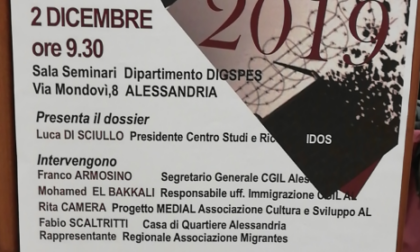 2019
2 DICEMBRE
ore 9.30
Sala Seminari Dipartimento DIGSPES
Via Mondovì,8 ALESSANDRIA
Presenta il dossier
Luca DI SCIULLO Presidente Centro Studi e IDOS
Intervengono
Franco ARMOSINO Segretario Generale CGIL
Mohamed EL BAKKALI Responsabile uff. Immigrazione CGIL AL
Rita CAMERA Progetto MEDIAL Associazione Cultura e Sviluppo AL
Fabio SCALTRITTI Casa di Quartiere Alessandria
Rappresentante Regionale Associazione Migrantes